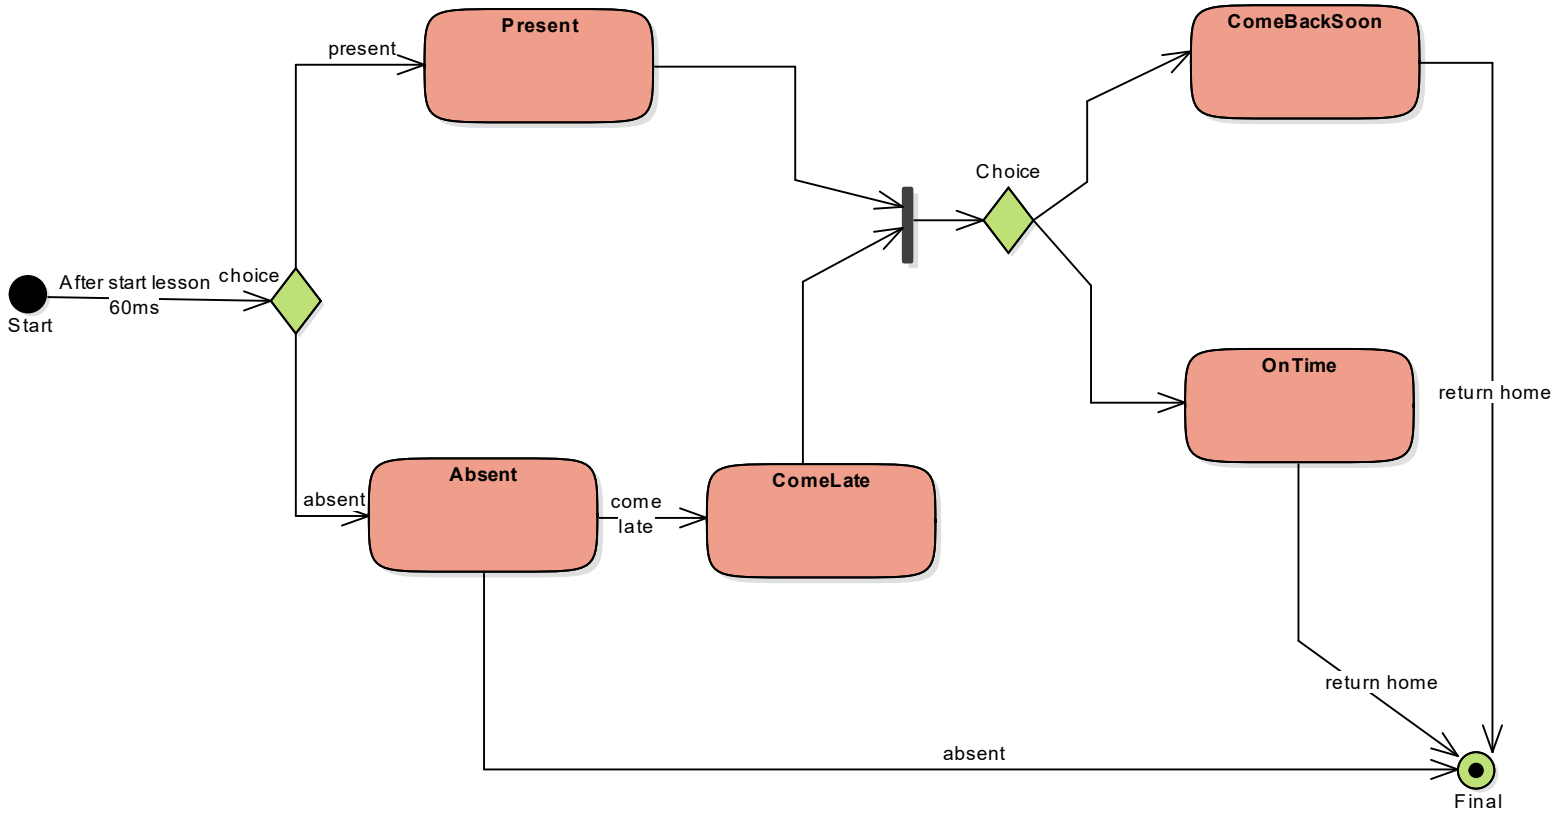 Present
ComeBackSoon
present
Choice
After start lesson
60ms
choice
Start
OnTime
return home
Absent
ComeLate
absent
come
late
return home
absent
Final